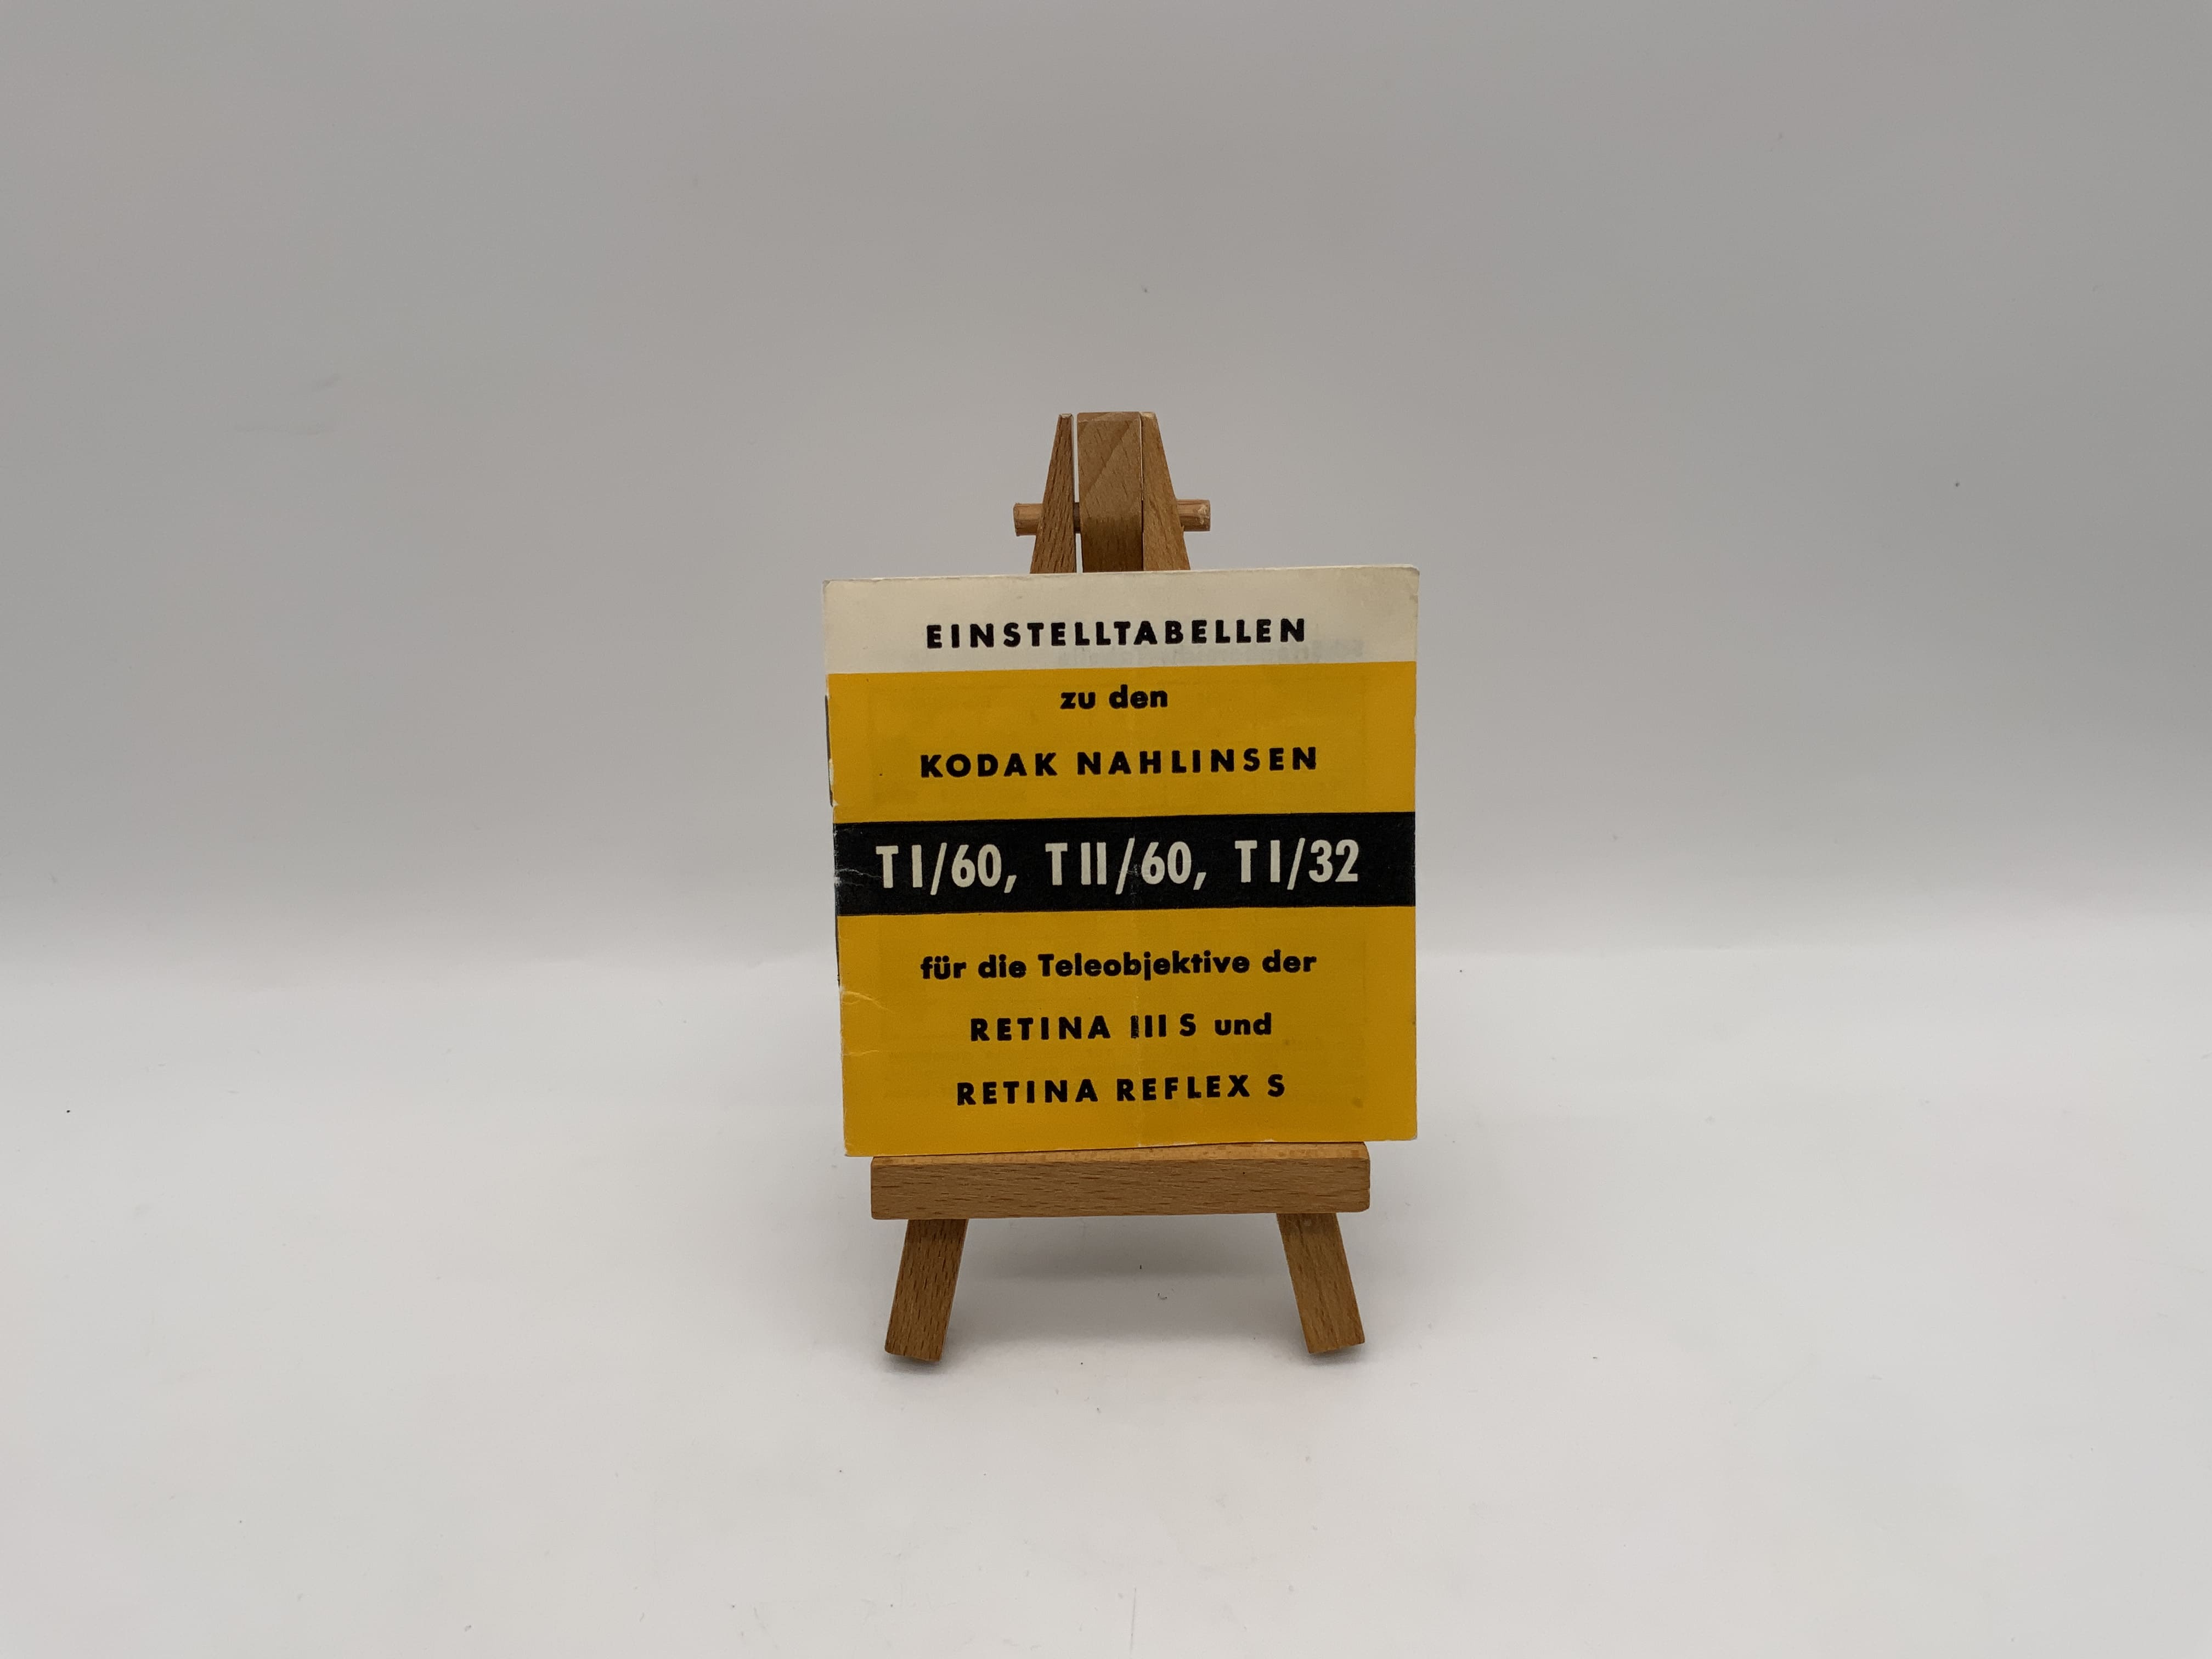 EINSTELLTABELLEN
zu den
KODAK NAHLINSEN
T I/60, T II/60, T I/32
für die Teleobjektive der
RETINA III S und
RETINA REFLEX S